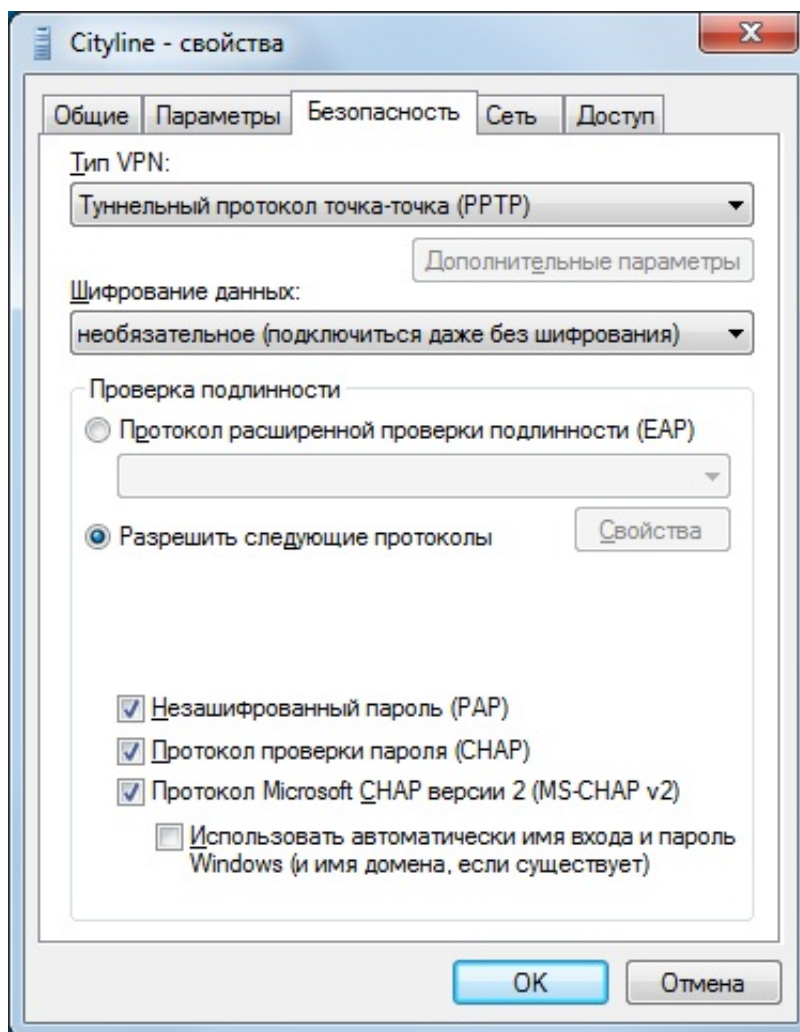 Cityline - свойства
Общие Параметры Безопасность Сеть Доступ
Тип VPN:
Туннельный протокол точка-точка (PPTP)
Дополнительные параметры
Шифрование данных:
необязательное (подключиться даже без шифрования)
Проверка подлинности
Протокол расширенной проверки подлинности (EAP)
Разрешить следующие протоколы
Свойства
Незашифрованный пароль (PAP)
Протокол проверки пароля (CHAP)
Протокол Microsoft CHAP версии 2 (MS-CHAP v2)
Использовать автоматически имя входа и пароль
Windows (и имя домена, если существует)
OK Отмена